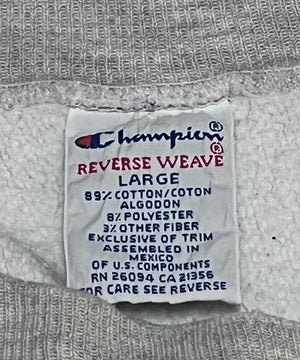 Champion®
REVERSE WEAVE®
LARGE
89% COTTON/COTON
ALGODON
8% POLYESTER
3% OTHER FIBER
EXCLUSIVE OF TRIM
ASSEMBLED IN
MEXICO
OF U.S. COMPONENTS
RN 26094 CA 21356
FOR CARE SEE REVERSE